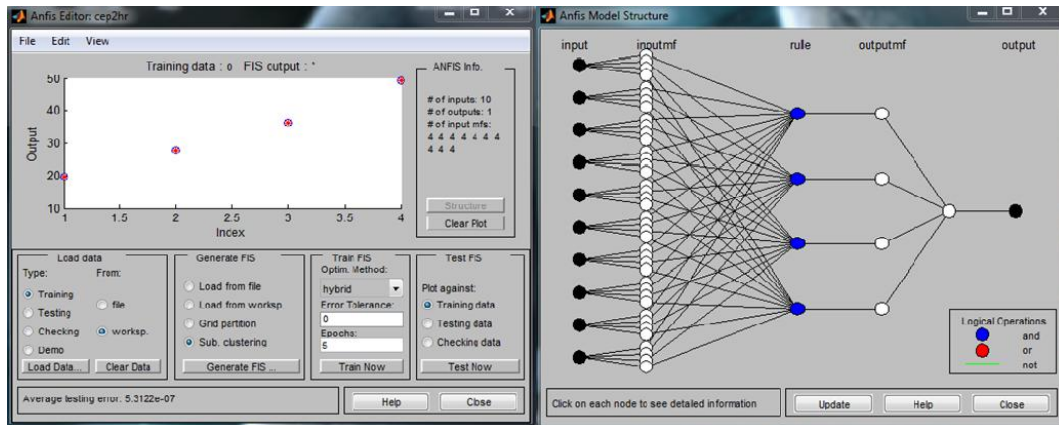 Anfis Editor: cep2hr
File Edit View
Training data : o FIS output : *
50
40
30
20
10
Output
1 1.5 2 2.5 3 3.5 4
Index
ANFIS Info.
# of inputs: 10
# of outputs: 1
# of input mfs:
4 4 4 4 4 4 4
4 4 4
Structure
Clear Plot
Load data
Type: From:
Training
Testing
Checking
Demo
file
worksp.
Load Data... Clear Data
Generate FIS
Load from file
Load from worksp.
Grid partition
Sub. clustering
Generate FIS ...
Train FIS
Optim. Method:
hybrid
Error Tolerance:
0
Epochs:
5
Train Now
Test FIS
Plot against:
Training data
Testing data
Checking data
Test Now
Average testing error: 5.3122e-07
Help Close
Anfis Model Structure
input inputmf rule outputmf output
Logical Operations
and
or
not
Click on each node to see detailed information
Update Help Close